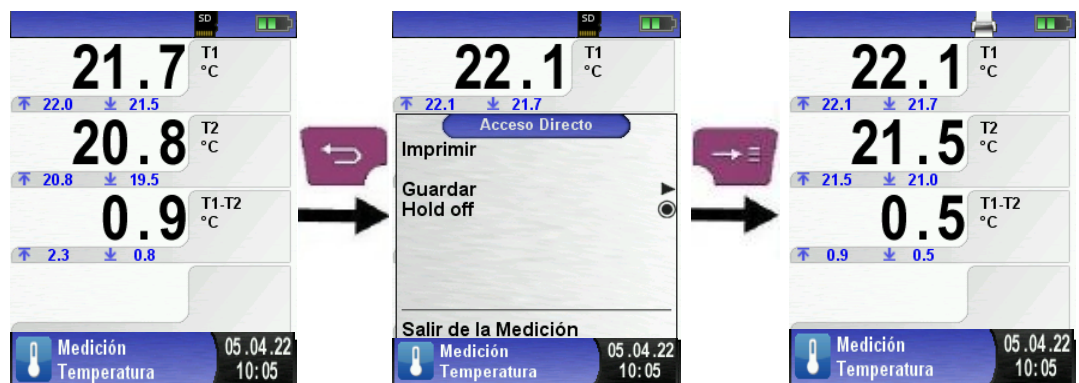 SD
21.7 T1 °C
22.0 21.5
20.8 T2 °C
20.8 19.5
0.9 T1-T2 °C
2.3 0.8
Medición 05.04.22
Temperatura 10:05
SD
22.1 T1 °C
22.1 21.7
Acceso Directo
Imprimir
Guardar
Hold off
Salir de la Medición
Medición 05.04.22
Temperatura 10:05
22.1 T1 °C
22.1 21.7
21.5 T2 °C
21.5 21.0
0.5 T1-T2 °C
0.9 0.5
Medición 05.04.22
Temperatura 10:05